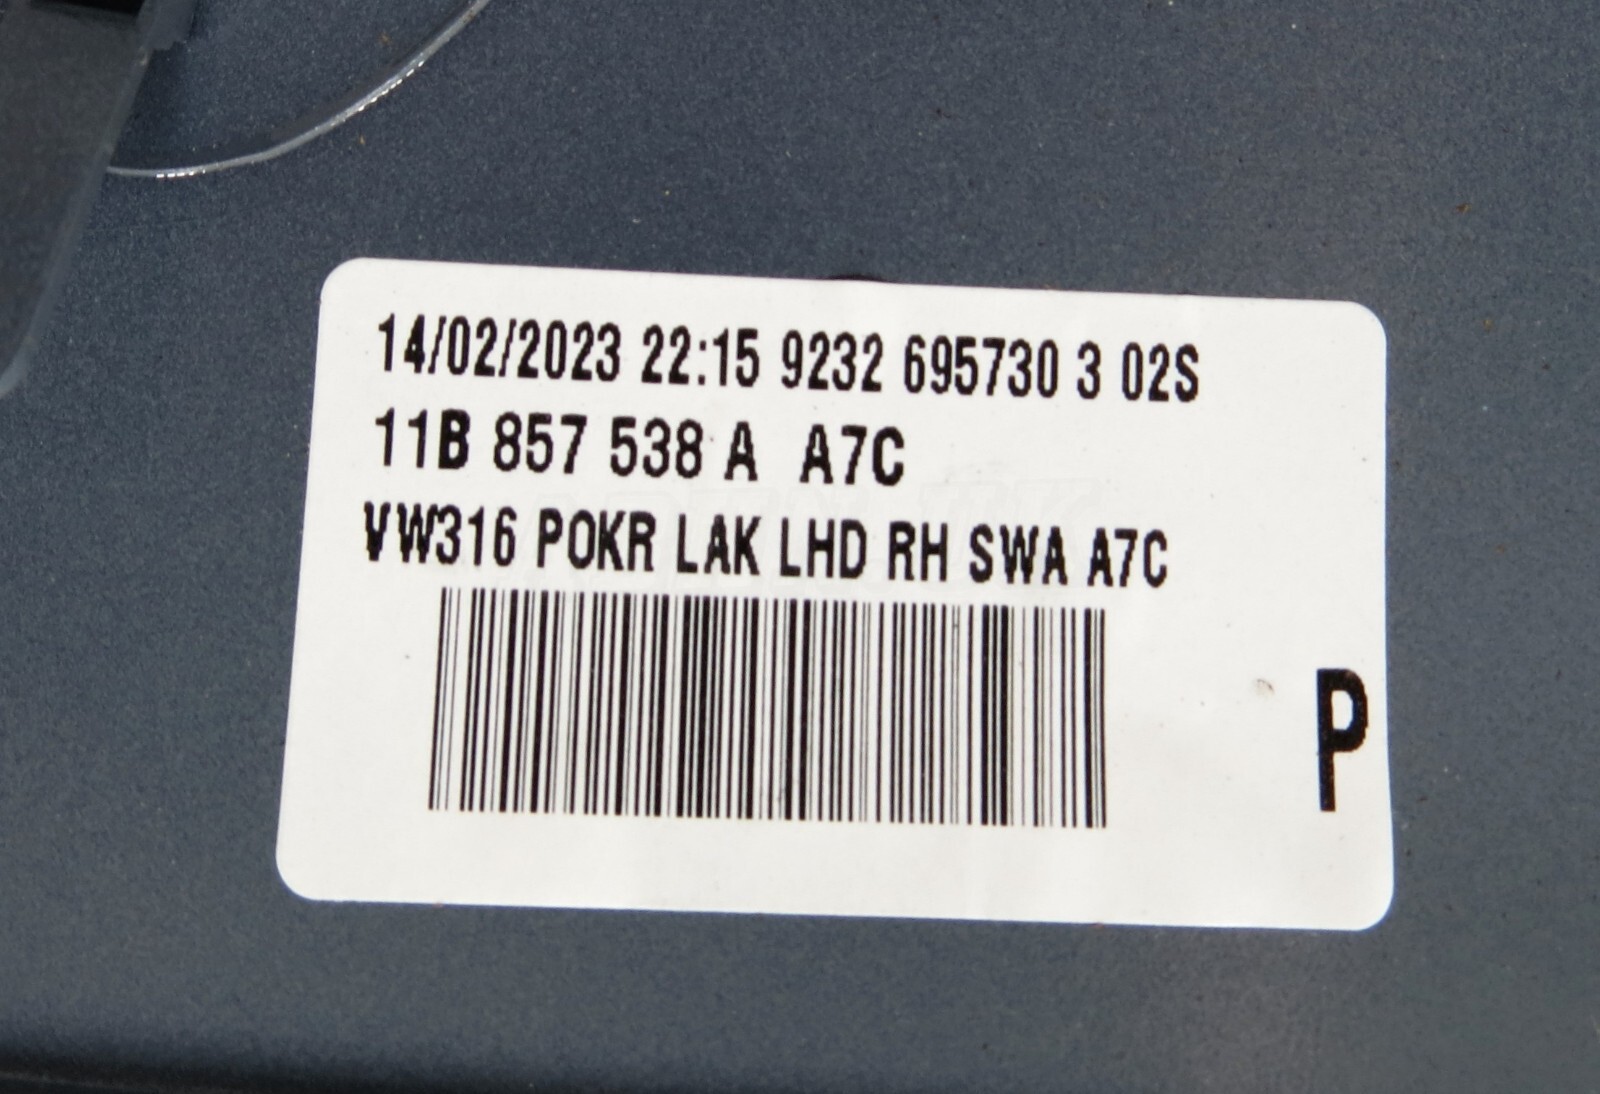 14/02/2023 22:15 9232 695730 3 02S
11B 857 538 A A7C
VW316 POKR LAK LHD RH SWA A7C
P